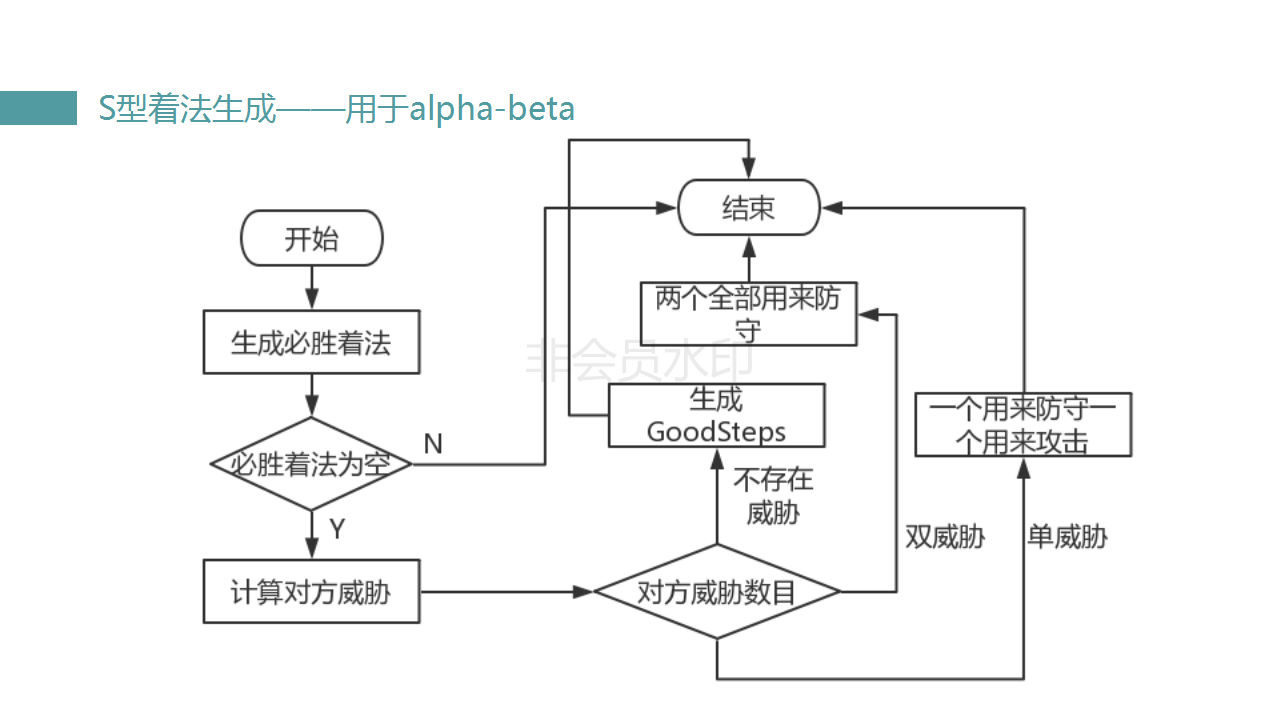 S型着法生成——用于alpha-beta
开始
生成必胜着法
必胜着法为空
N
Y
计算对方威胁
对方威胁数目
不存在
威胁
生成
GoodSteps
双威胁
两个全部用来防
守
单威胁
一个用来防守一
个用来攻击
结束
非会员水印